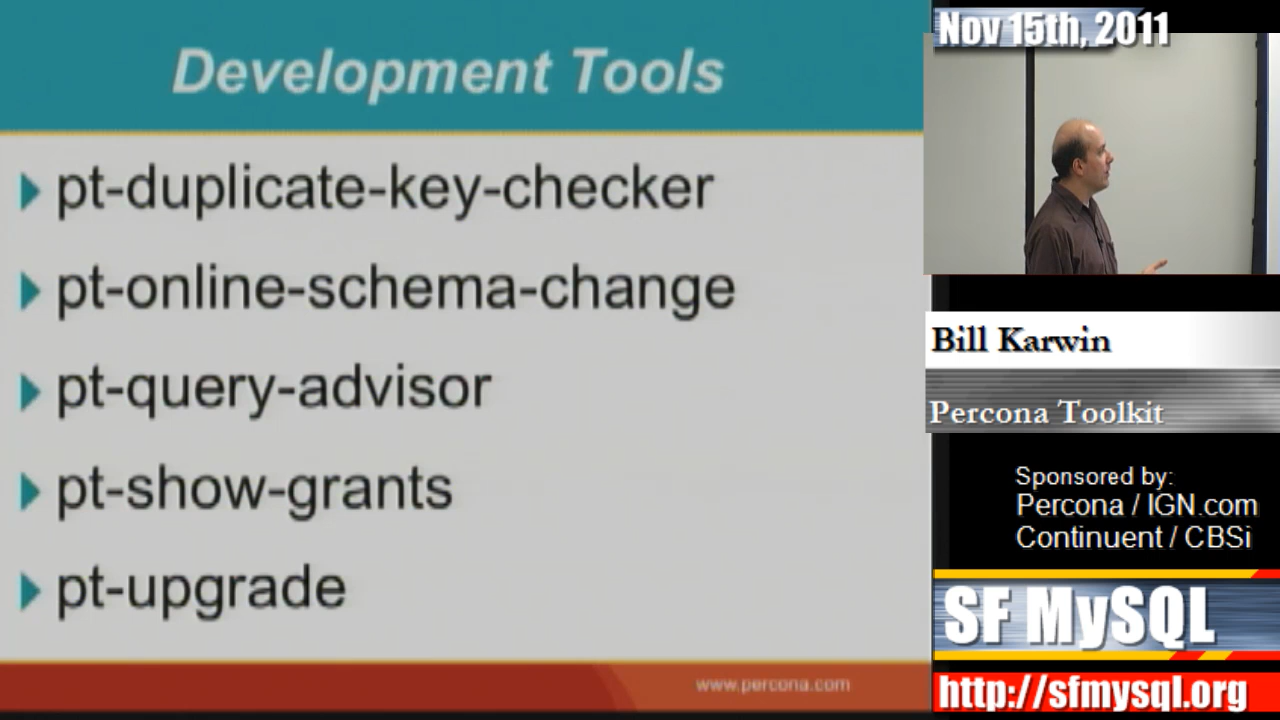 Development Tools
pt-duplicate-key-checker
pt-online-schema-change
pt-query-advisor
pt-show-grants
pt-upgrade
www.percona.com
Nov 15th, 2011
Bill Karwin
Percona Toolkit
Sponsored by:
Percona / IGN.com
Continuent / CBSi
SF MySQL
http://sfmysql.org